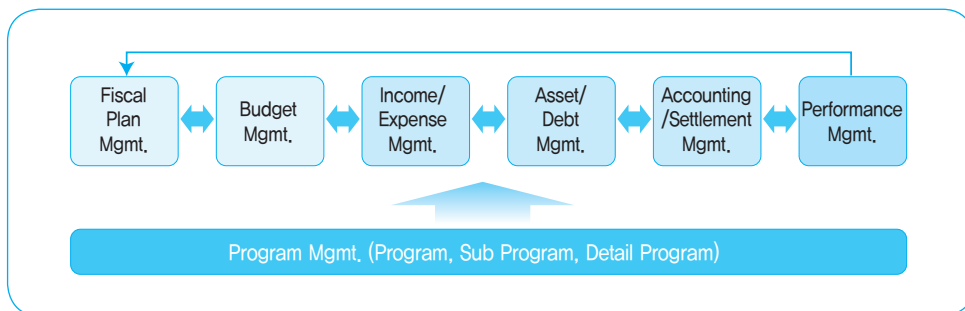 Fiscal
Plan
Mgmt.
Budget
Mgmt.
Income/
Expense
Mgmt.
Asset/
Debt
Mgmt.
Accounting
/Settlement
Mgmt.
Performance
Mgmt.
Program Mgmt. (Program, Sub Program, Detail Program)